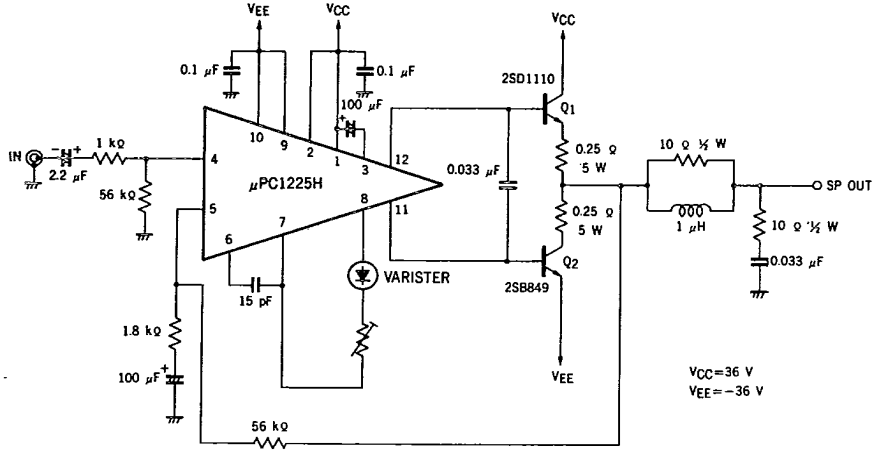 VEE
VCC
VCC
0.1 μF
0.1 μF
2SD1110
100 μF
+
Q1
IN
- +
1 kΩ
2.2 μF
10
9
2
1
3
12
4
0.25 Ω
5 W
10 Ω ½ W
56 kΩ
μPC1225H
0.033 μF
SP OUT
5
8
11
7
6
0.25 Ω
5 W
1 μH
10 Ω ½ W
VARISTER
Q2
0.033 μF
15 pF
2SB849
1.8 kΩ
VEE
100 μF
+
VCC=36 V
VEE=-36 V
56 kΩ